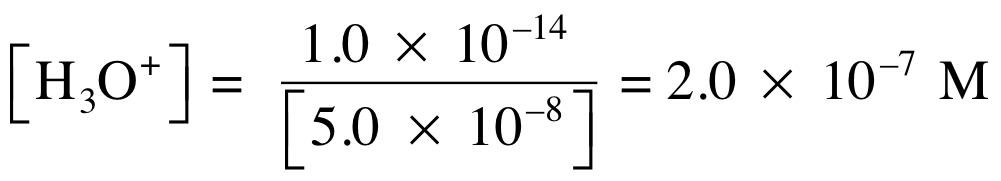 [H₃O⁺] = 1.0 × 10⁻¹⁴ / [5.0 × 10⁻⁸] = 2.0 × 10⁻⁷ M